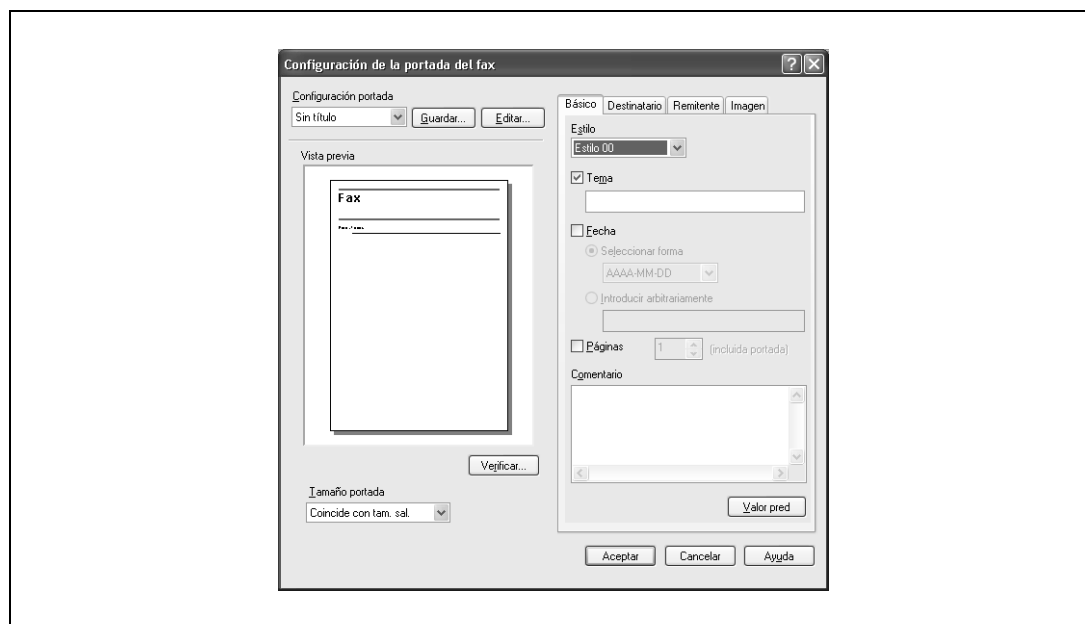 Configuración de la portada del fax
Configuración portada
Sin título
Guardar...
Editar...
Vista previa
Fax
Verificar...
Tamaño portada
Coincide con tam. sal.
Básico
Destinatario
Remitente
Imagen
Estilo
Estilo 00
Tema
Fecha
Seleccionar forma
AAAA-MM-DD
Introducir arbitrariamente
Páginas
1
(incluida portada)
Comentario
Valor pred
Aceptar
Cancelar
Ayuda